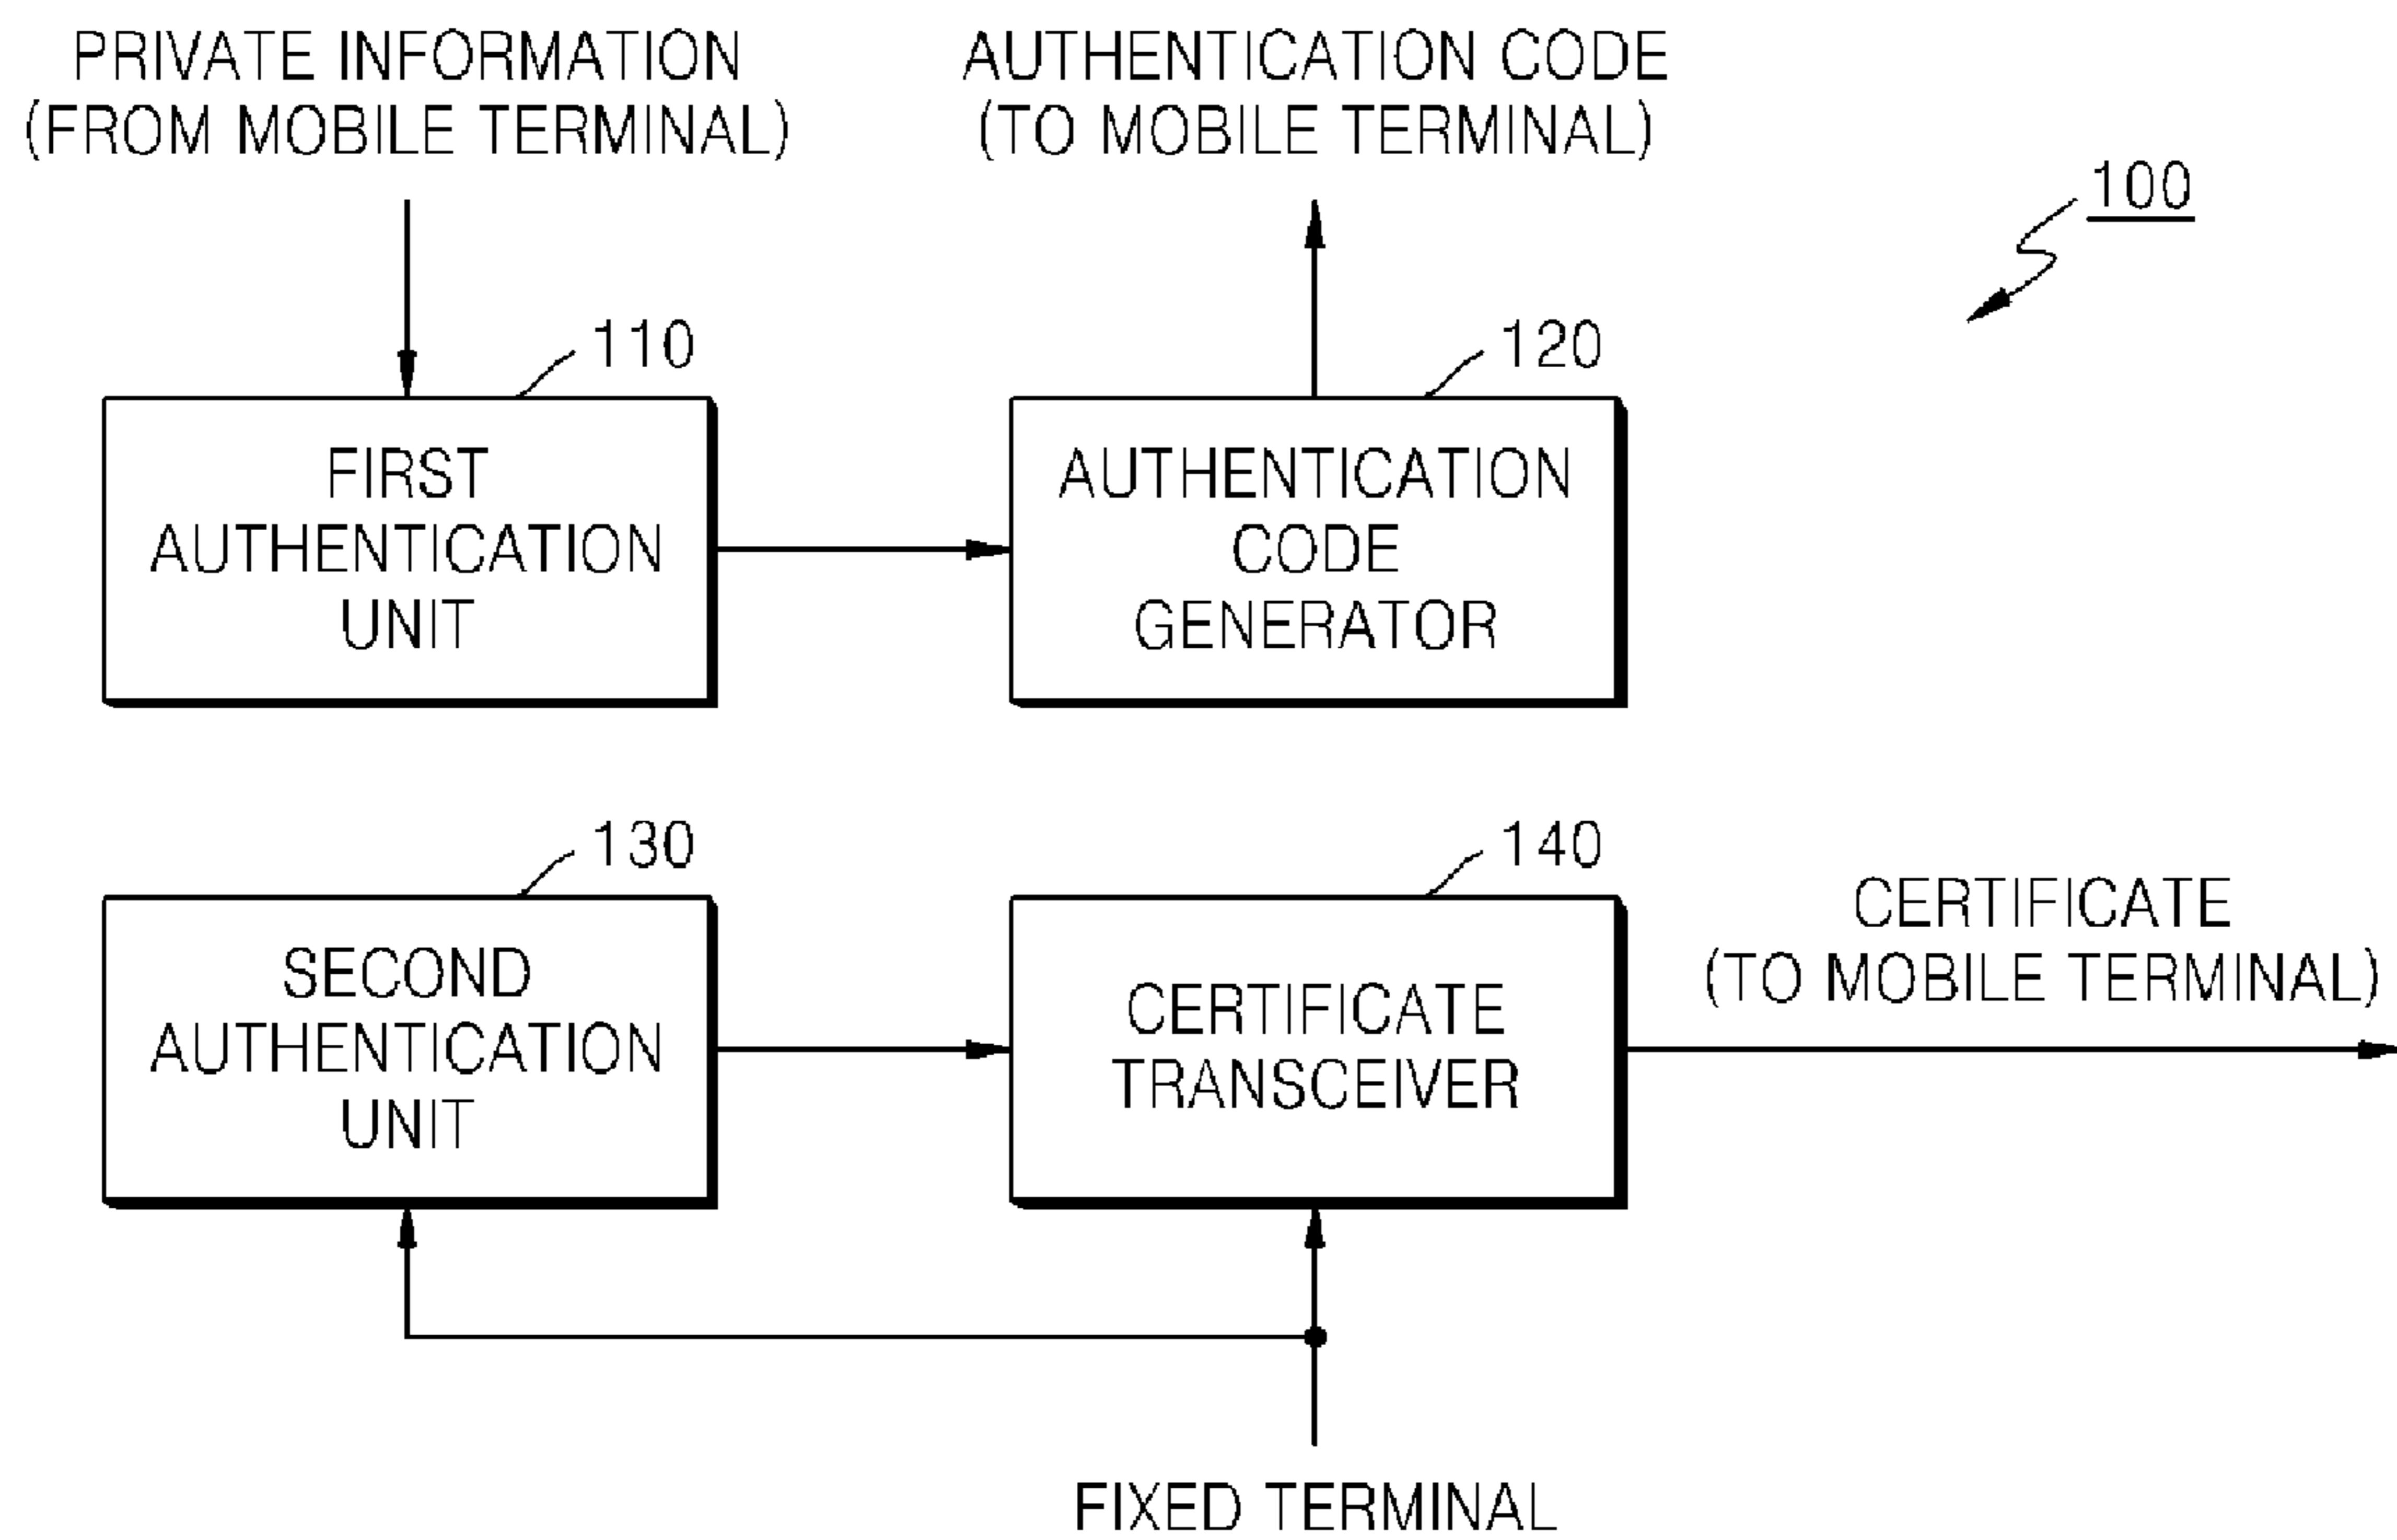 PRIVATE INFORMATION
(FROM MOBILE TERMINAL)
AUTHENTICATION CODE
(TO MOBILE TERMINAL)
100
110
FIRST
AUTHENTICATION
UNIT
120
AUTHENTICATION
CODE
GENERATOR
130
SECOND
AUTHENTICATION
UNIT
140
CERTIFICATE
TRANSCEIVER
CERTIFICATE
(TO MOBILE TERMINAL)
FIXED TERMINAL